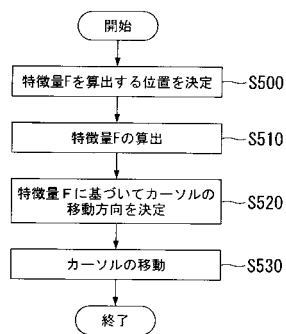 開始
特徴量Fを算出する位置を決定
S500
特徴量Fの算出
S510
特徴量Fに基づいてカーソルの
移動方向を決定
S520
カーソルの移動
S530
終了